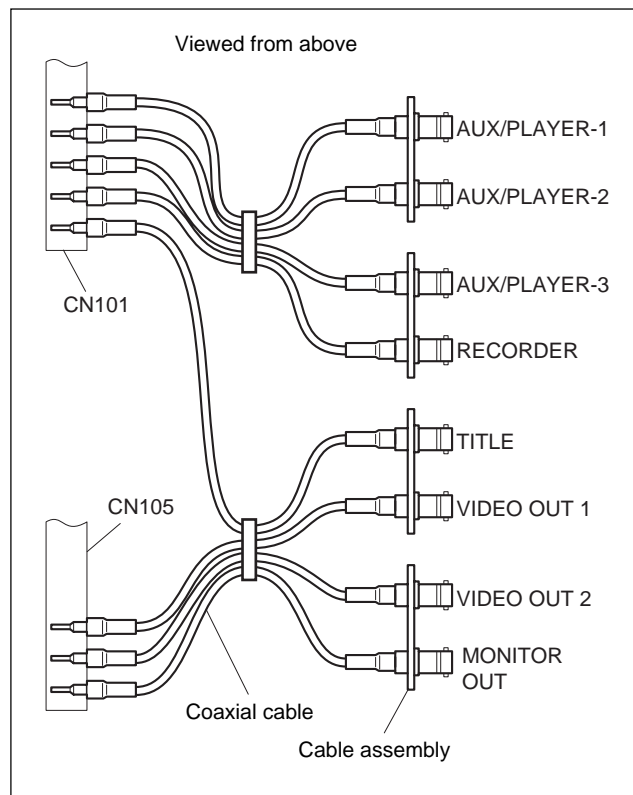 Viewed from above
AUX/PLAYER-1
AUX/PLAYER-2
AUX/PLAYER-3
CN101
RECORDER
TITLE
CN105
VIDEO OUT 1
VIDEO OUT 2
MONITOR
OUT
Coaxial cable
Cable assembly